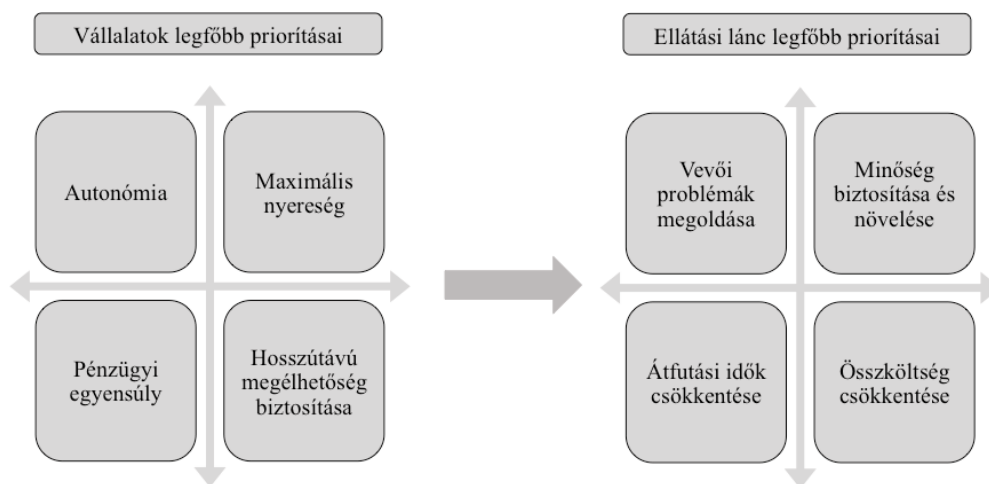 Vállalatok legfőbb prioritásai
Autonómia
Maximális
nyereség
Pénzügyi
egyensúly
Hosszútávú
megélhetőség
biztosítása
Ellátási lánc legfőbb prioritásai
Vevői
problémák
megoldása
Minőség
biztosítása és
növelése
Átfutási idők
csökkentése
Összköltség
csökkentése